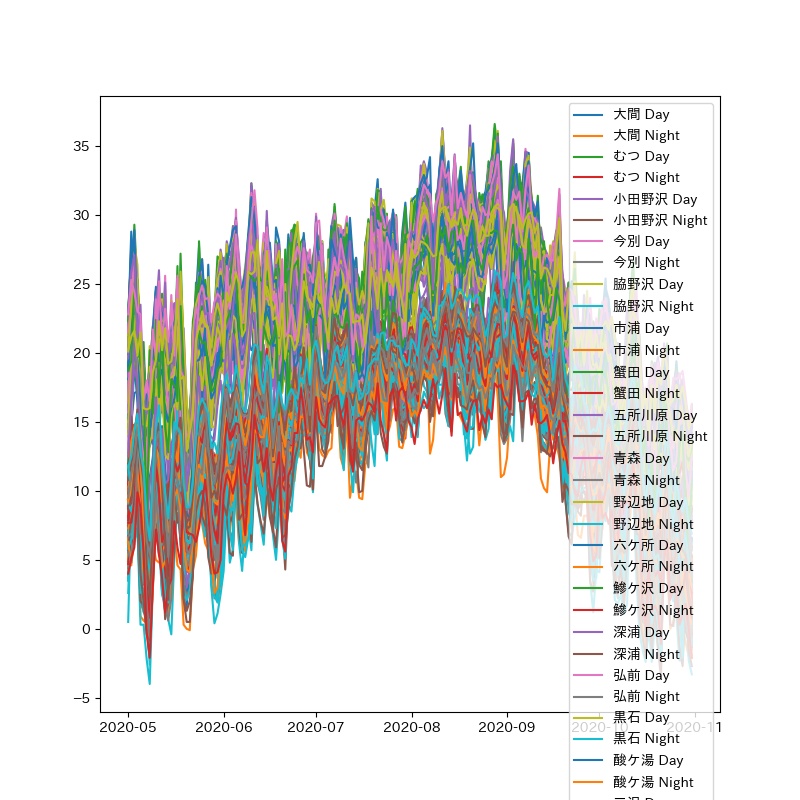 35
30
25
20
15
10
5
0
−5
2020-05 2020-06 2020-07 2020-08 2020-09 2020-10 2020-11
大間 Day
大間 Night
むつ Day
むつ Night
小田野沢 Day
小田野沢 Night
今別 Day
今別 Night
脇野沢 Day
脇野沢 Night
市浦 Day
市浦 Night
蟹田 Day
蟹田 Night
五所川原 Day
五所川原 Night
青森 Day
青森 Night
野辺地 Day
野辺地 Night
六ケ所 Day
六ケ所 Night
鰺ケ沢 Day
鰺ケ沢 Night
深浦 Day
深浦 Night
弘前 Day
弘前 Night
黒石 Day
黒石 Night
酸ケ湯 Day
酸ケ湯 Night